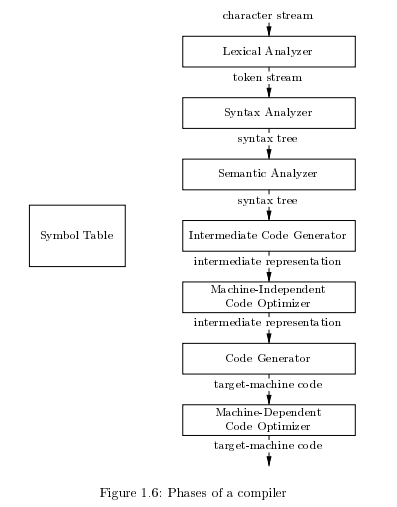 character stream
Lexical Analyzer
token stream
Syntax Analyzer
syntax tree
Semantic Analyzer
syntax tree
Symbol Table
Intermediate Code Generator
intermediate representation
Machine-Independent
Code Optimizer
intermediate representation
Code Generator
target-machine code
Machine-Dependent
Code Optimizer
target-machine code
Figure 1.6: Phases of a compiler